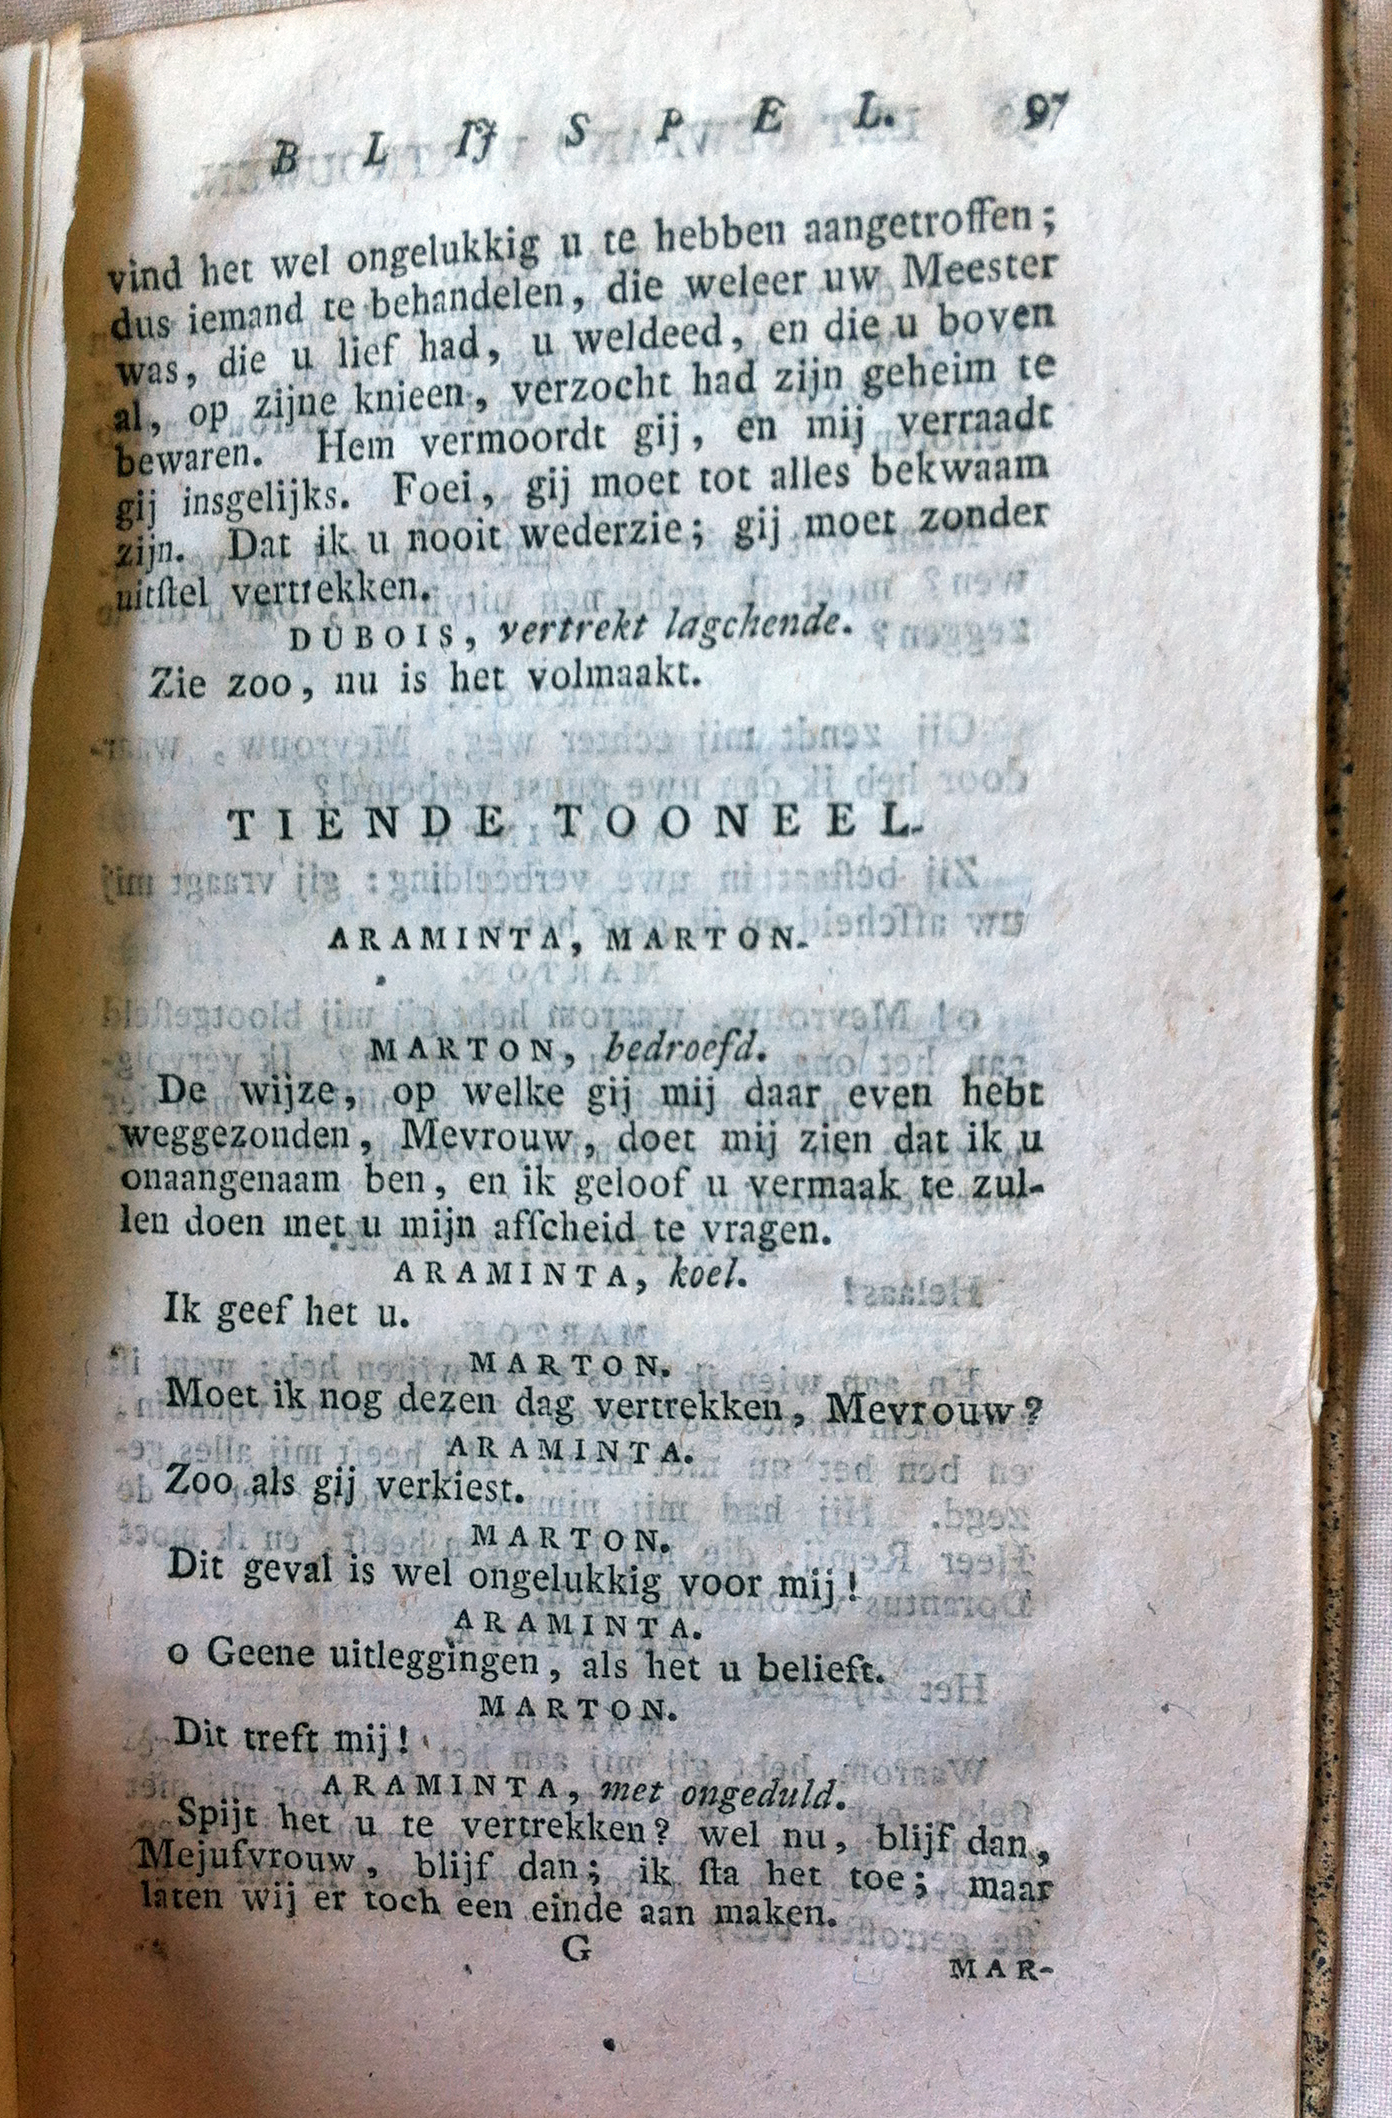 BLIJSPEL. 97
vind het wel ongelukkig u te hebben aangetroffen;
dus iemand te behandelen, die weleer uw Meester
was, die u lief had, u weldeed, en die u boven
al, op zijne knieen, verzocht had zijn geheim te
bewaren. Hem vermoordt gij, en mij verraadt
gij insgelijks. Foei, gij moet tot alles bekwaam
zijn. Dat ik u nooit wederzie; gij moet zonder
uitſtel vertrekken.
DUBOIS, vertrekt lagchende.
Zie zoo, nu is het volmaakt.
TIENDE TOONEEL.
ARAMINTA, MARTON.
MARTON, bedroefd.
De wijze, op welke gij mij daar even hebt
weggezonden, Mevrouw, doet mij zien dat ik u
onaangenaam ben, en ik geloof u vermaak te zul-
len doen met u mijn afſcheid te vragen.
ARAMINTA, koel.
Ik geef het u.
MARTON.
Moet ik nog dezen dag vertrekken, Mevrouw?
ARAMINTA.
Zoo als gij verkiest.
MARTON.
Dit geval is wel ongelukkig voor mij!
ARAMINTA.
o Geene uitleggingen, als het u belieft.
MARTON.
Dit treft mij!
ARAMINTA, met ongeduld.
Spijt het u te vertrekken? wel nu, blijf dan,
Mejufvrouw, blijf dan; ik ſta het toe; maar
laten wij er toch een einde aan maken.
G
MAR-